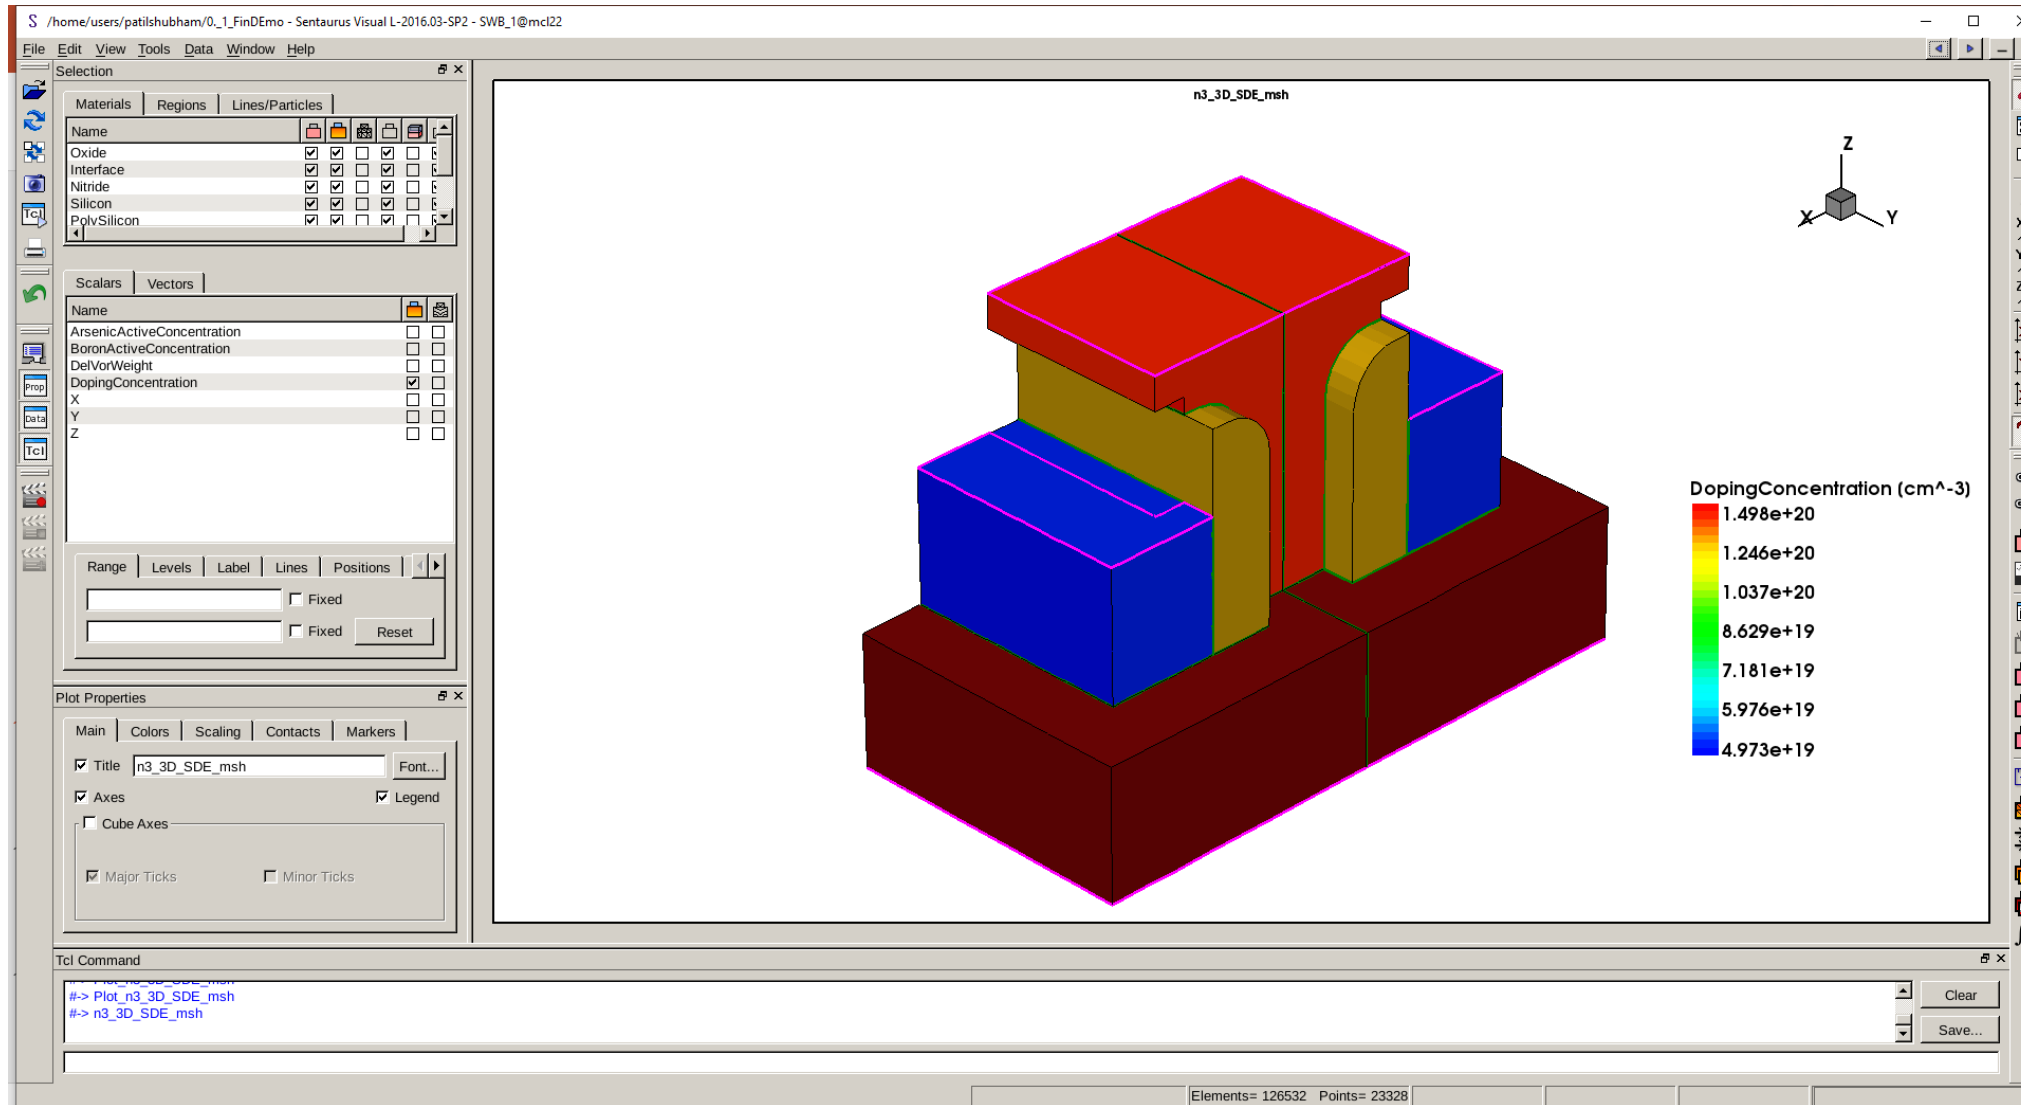 S /home/users/patilshubham/0._1_FinDEmo - Sentaurus Visual L-2016.03-SP2 - SWB_1@mcl22
File Edit View Tools Data Window Help
Selection
Materials Regions Lines/Particles
Name
Oxide
Interface
Nitride
Silicon
PolySilicon
Scalars Vectors
Name
ArsenicActiveConcentration
BoronActiveConcentration
DelVorWeight
DopingConcentration
X
Y
Z
Range Levels Label Lines Positions
Fixed
Fixed Reset
Plot Properties
Main Colors Scaling Contacts Markers
Title n3_3D_SDE_msh Font...
Axes Legend
Cube Axes
Major Ticks Minor Ticks
Tcl
Prop
Data
Tcl
n3_3D_SDE_msh
Z
X Y
DopingConcentration (cm^-3)
1.498e+20
1.246e+20
1.037e+20
8.629e+19
7.181e+19
5.976e+19
4.973e+19
Tcl Command
#-> Plot_n3_3D_SDE_msh
#-> Plot_n3_3D_SDE_msh
#-> n3_3D_SDE_msh
Clear
Save...
Elements= 126532 Points= 23328